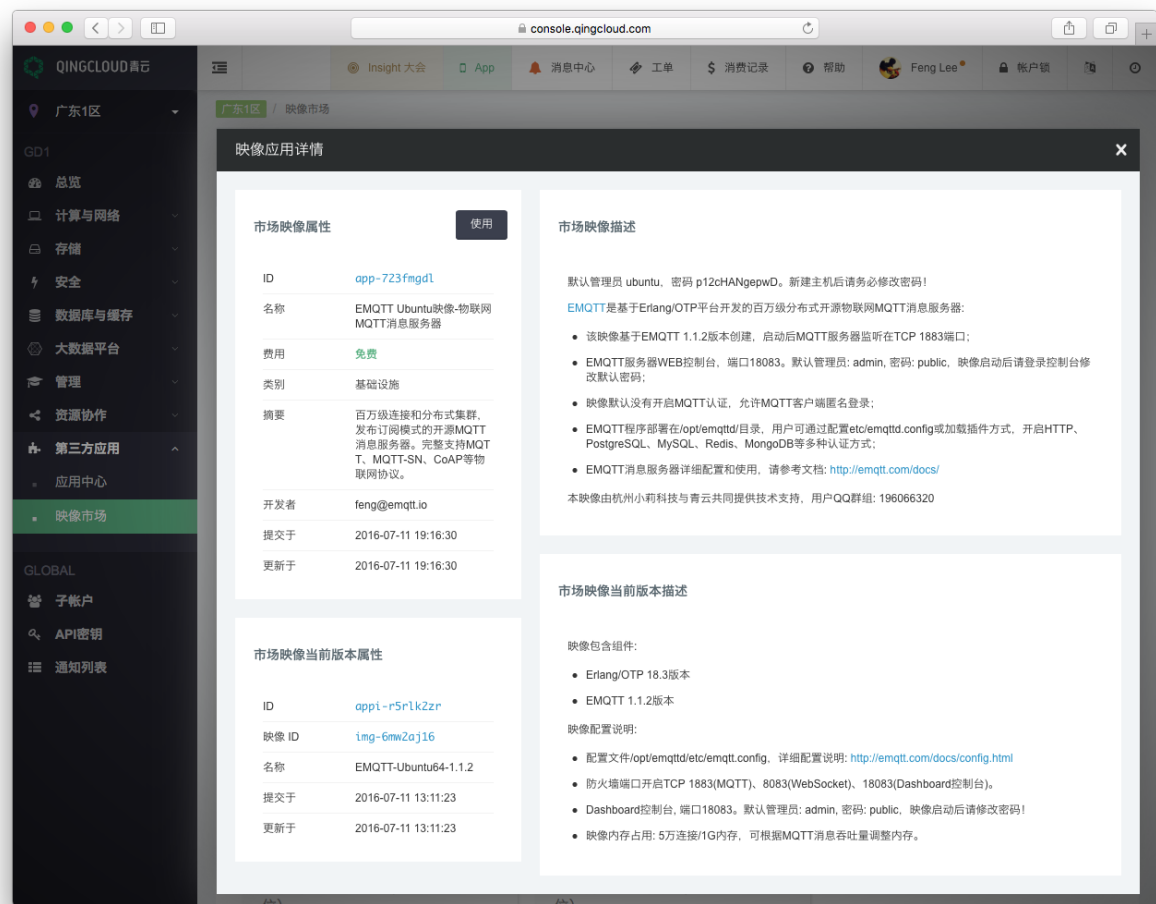 console.qingcloud.com
QINGCLOUD青云
Insight 大会
App
消息中心
工单
消费记录
帮助
Feng Lee
帐户锁
广东1区
广东1区 / 映像市场
GD1
总览
计算与网络
存储
安全
数据库与缓存
大数据平台
管理
资源协作
第三方应用
应用中心
映像市场
GLOBAL
子帐户
API密钥
通知列表
映像应用详情
市场映像属性
使用
ID app-7Z3fmgdl
名称 EMQTT Ubuntu映像-物联网
MQTT消息服务器
费用 免费
类别 基础设施
摘要 百万级连接和分布式集群，
发布订阅模式的开源MQTT
消息服务器。完整支持MQT
T、MQTT-SN、CoAP等物
联网协议。
开发者 feng@emqtt.io
提交于 2016-07-11 19:16:30
更新于 2016-07-11 19:16:30
市场映像当前版本属性
ID appi-r5rlk2zr
映像 ID img-6mw2aj16
名称 EMQTT-Ubuntu64-1.1.2
提交于 2016-07-11 13:11:23
更新于 2016-07-11 13:11:23
市场映像描述
默认管理员 ubuntu，密码 p12cHANgepwD。新建主机后请务必修改密码！
EMQTT是基于Erlang/OTP平台开发的百万级分布式开源物联网MQTT消息服务器:
该映像基于EMQTT 1.1.2版本创建，启动后MQTT服务器监听在TCP 1883端口；
EMQTT服务器WEB控制台，端口18083。默认管理员: admin, 密码: public，映像启动后请登录控制台修
改默认密码；
映像默认没有开启MQTT认证，允许MQTT客户端匿名登录；
EMQTT程序部署在/opt/emqttd/目录，用户可通过配置etc/emqttd.config或加载插件方式，开启HTTP、
PostgreSQL、MySQL、Redis、MongoDB等多种认证方式；
EMQTT消息服务器详细配置和使用，请参考文档: http://emqtt.com/docs/
本映像由杭州小莉科技与青云共同提供技术支持，用户QQ群组: 196066320
市场映像当前版本描述
映像包含组件:
Erlang/OTP 18.3版本
EMQTT 1.1.2版本
映像配置说明:
配置文件/opt/emqttd/etc/emqtt.config，详细配置说明: http://emqtt.com/docs/config.html
防火墙端口开启TCP 1883(MQTT)、8083(WebSocket)、18083(Dashboard控制台)。
Dashboard控制台, 端口18083。默认管理员: admin, 密码: public，映像启动后请修改密码！
映像内存占用: 5万连接/1G内存，可根据MQTT消息吞吐量调整内存。